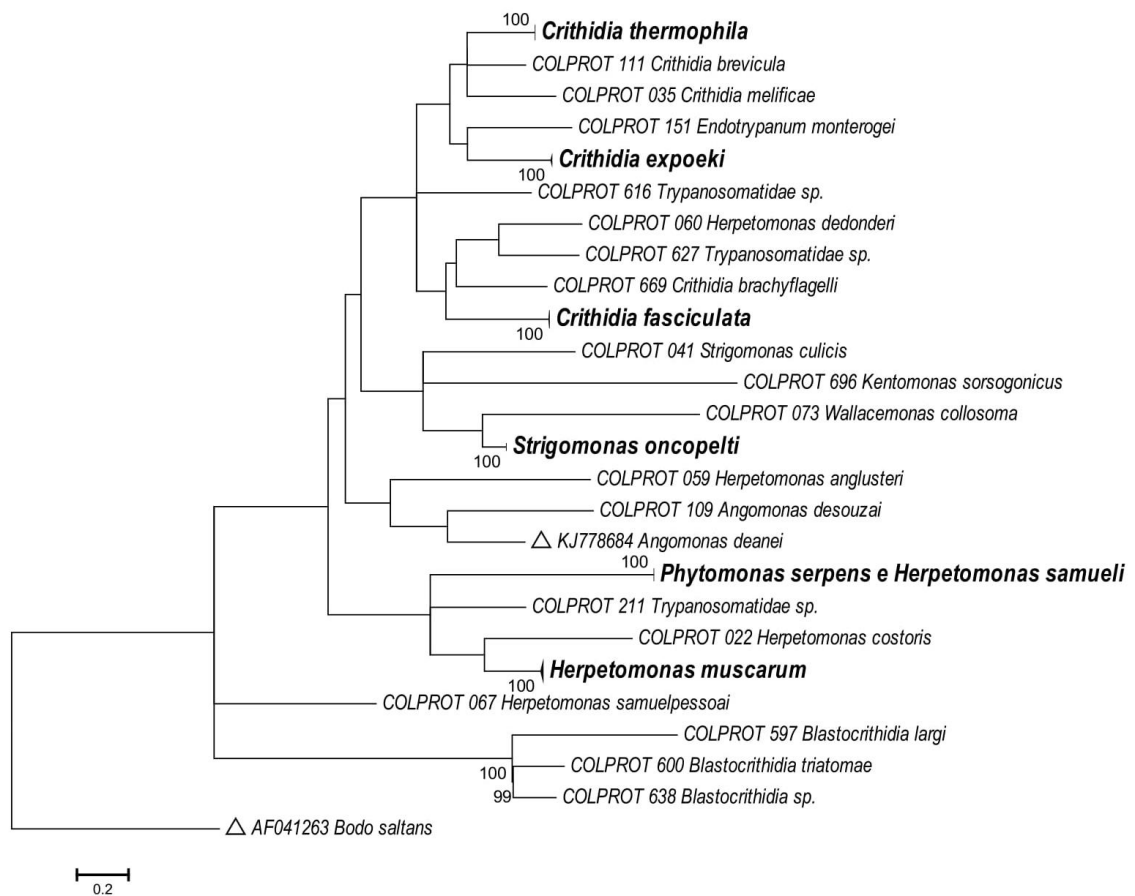 100
Crithidia thermophila
COLPROT 111 Crithidia brevicula
COLPROT 035 Crithidia melificae
COLPROT 151 Endotrypanum monterogei
Crithidia expoeki
100
COLPROT 616 Trypanosomatidae sp.
COLPROT 060 Herpetomonas dedonderi
COLPROT 627 Trypanosomatidae sp.
COLPROT 669 Crithidia brachyflagelli
Crithidia fasciculata
100
COLPROT 041 Strigomonas culicis
COLPROT 696 Kentomonas sorsogonicus
COLPROT 073 Wallacemonas collosoma
Strigomonas oncopelti
100
COLPROT 059 Herpetomonas anglusteri
COLPROT 109 Angomonas desouzai
KJ778684 Angomonas deanei
100
Phytomonas serpens e Herpetomonas samueli
COLPROT 211 Trypanosomatidae sp.
COLPROT 022 Herpetomonas costoris
Herpetomonas muscarum
100
COLPROT 067 Herpetomonas samuelpessoai
COLPROT 597 Blastocrithidia largi
COLPROT 600 Blastocrithidia triatomae
100
99
COLPROT 638 Blastocrithidia sp.
AF041263 Bodo saltans
0.2